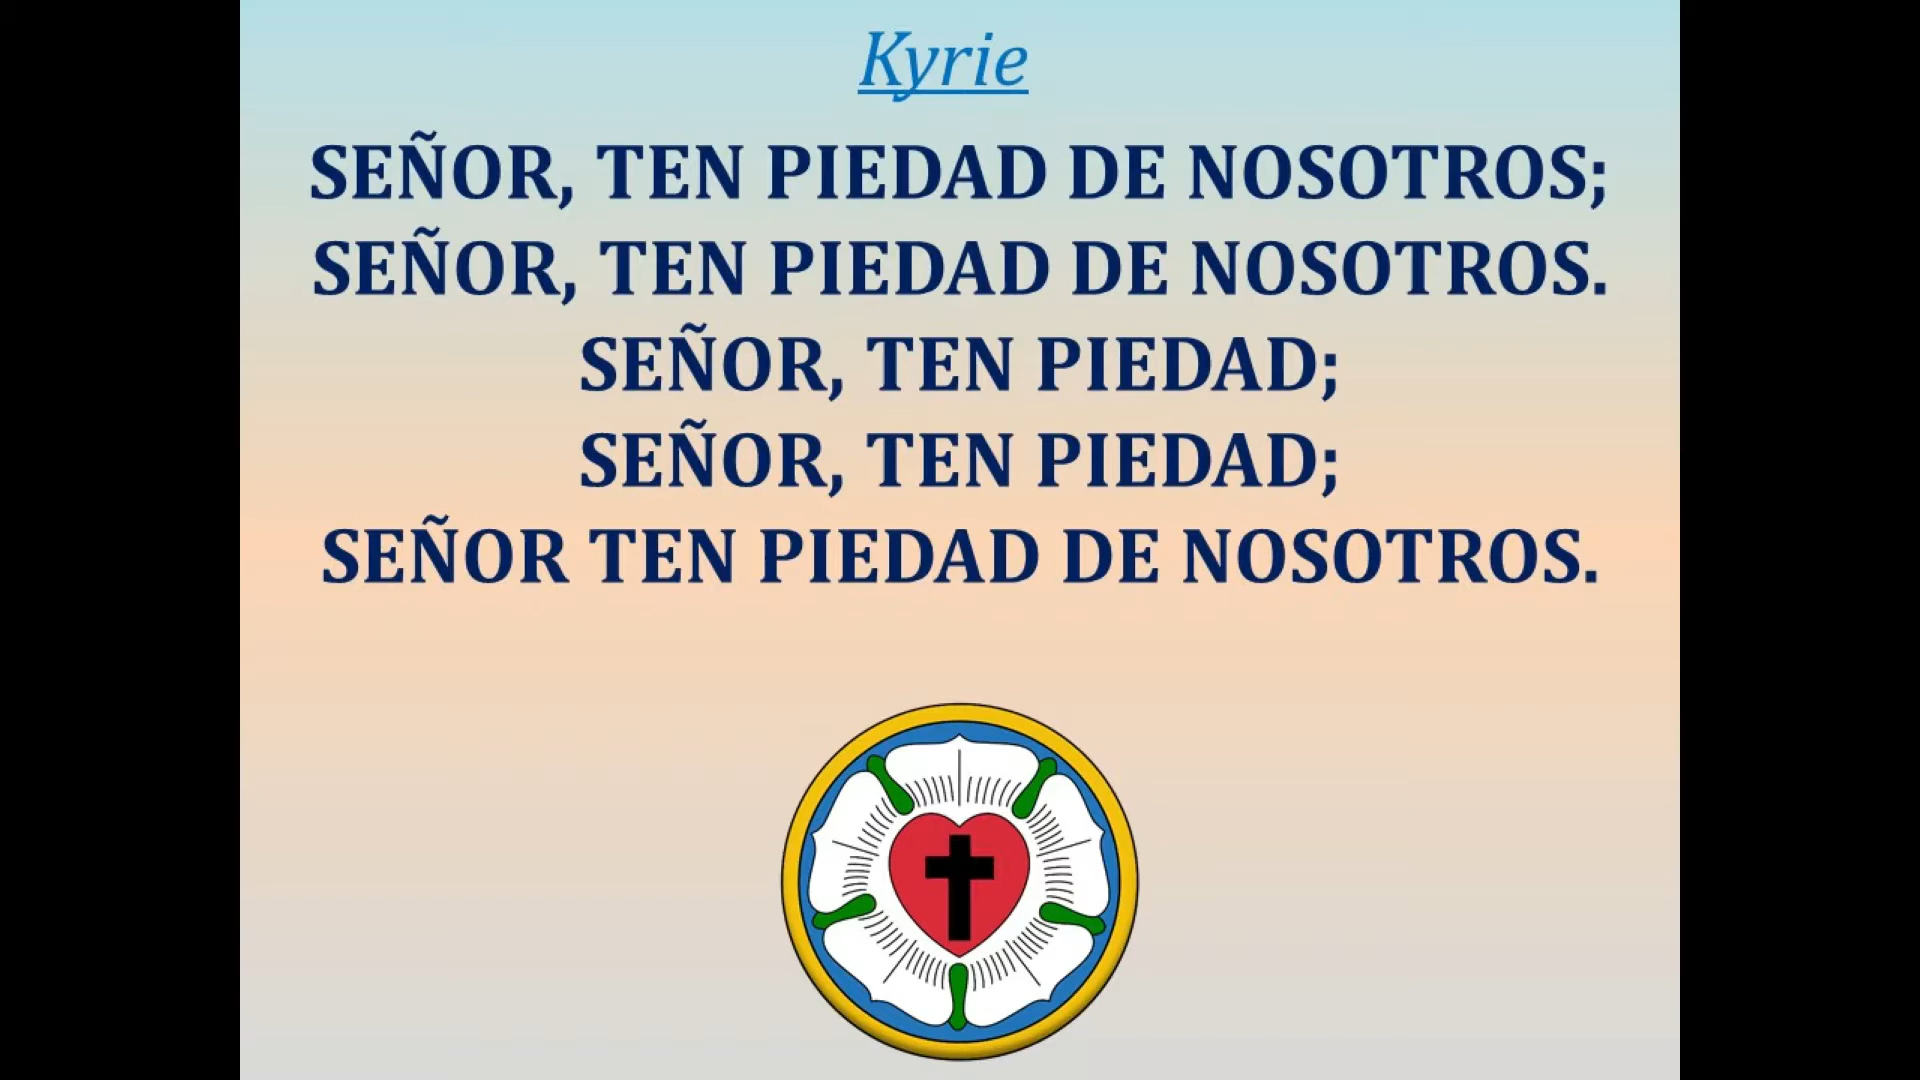 Kyrie
SEÑOR, TEN PIEDAD DE NOSOTROS;
SEÑOR, TEN PIEDAD DE NOSOTROS.
SEÑOR, TEN PIEDAD;
SEÑOR, TEN PIEDAD;
SEÑOR TEN PIEDAD DE NOSOTROS.